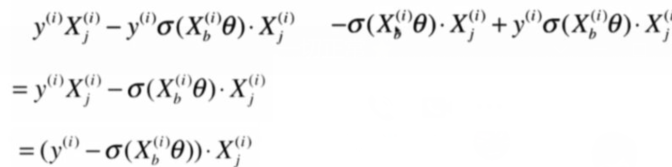 y^{(i)}X_j^{(i)} − y^{(i)}σ(X_b^{(i)}θ)·X_j^{(i)} −σ(X_b^{(i)}θ)·X_j^{(i)} + y^{(i)}σ(X_b^{(i)}θ)·X_j^{(i)}
= y^{(i)}X_j^{(i)} − σ(X_b^{(i)}θ)·X_j^{(i)}
= (y^{(i)} − σ(X_b^{(i)}θ))·X_j^{(i)}